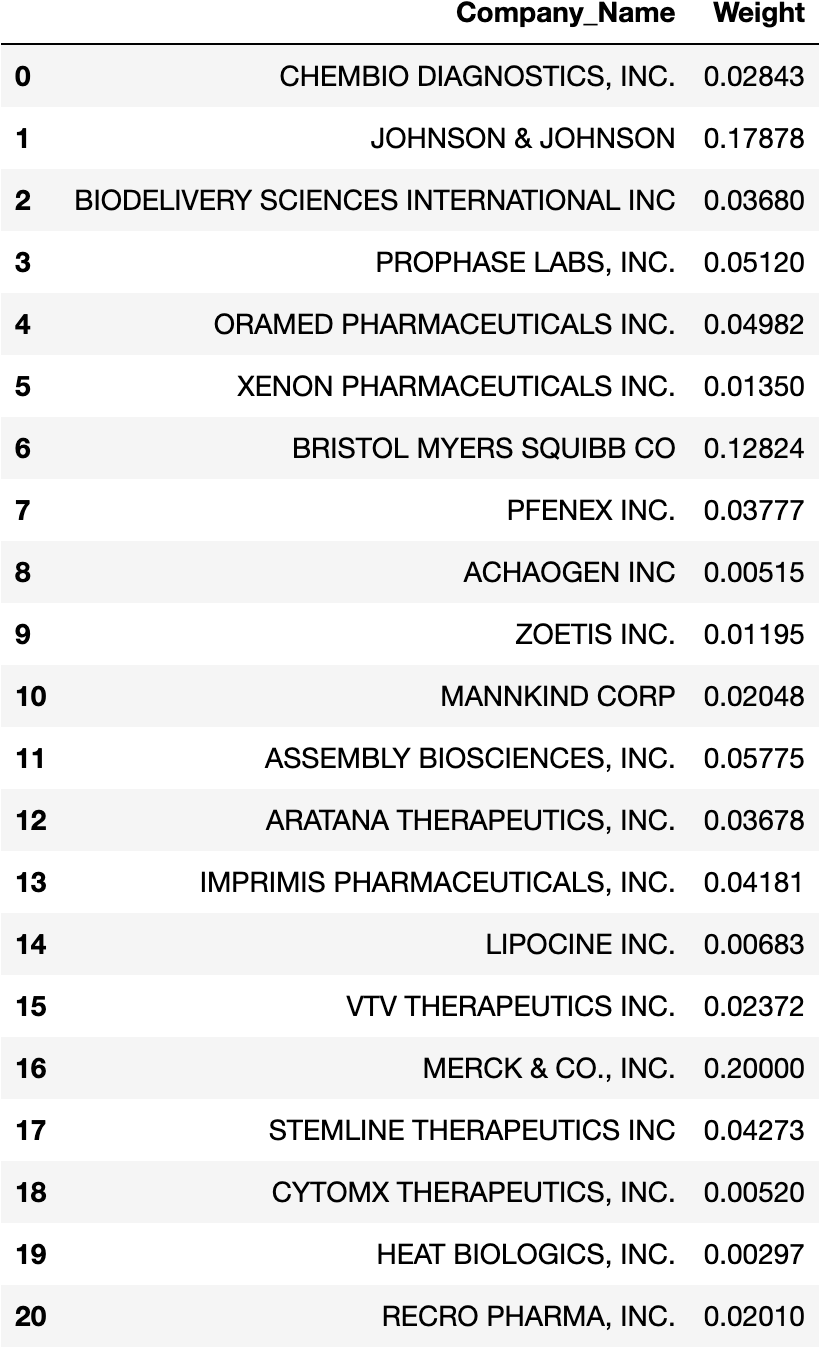 Company_Name Weight
0 CHEMBIO DIAGNOSTICS, INC. 0.02843
1 JOHNSON & JOHNSON 0.17878
2 BIODELIVERY SCIENCES INTERNATIONAL INC 0.03680
3 PROPHASE LABS, INC. 0.05120
4 ORAMED PHARMACEUTICALS INC. 0.04982
5 XENON PHARMACEUTICALS INC. 0.01350
6 BRISTOL MYERS SQUIBB CO 0.12824
7 PFENEX INC. 0.03777
8 ACHAOGEN INC 0.00515
9 ZOETIS INC. 0.01195
10 MANNKIND CORP 0.02048
11 ASSEMBLY BIOSCIENCES, INC. 0.05775
12 ARATANA THERAPEUTICS, INC. 0.03678
13 IMPRIMIS PHARMACEUTICALS, INC. 0.04181
14 LIPOCINE INC. 0.00683
15 VTV THERAPEUTICS INC. 0.02372
16 MERCK & CO., INC. 0.20000
17 STEMLINE THERAPEUTICS INC 0.04273
18 CYTOMX THERAPEUTICS, INC. 0.00520
19 HEAT BIOLOGICS, INC. 0.00297
20 RECRO PHARMA, INC. 0.02010